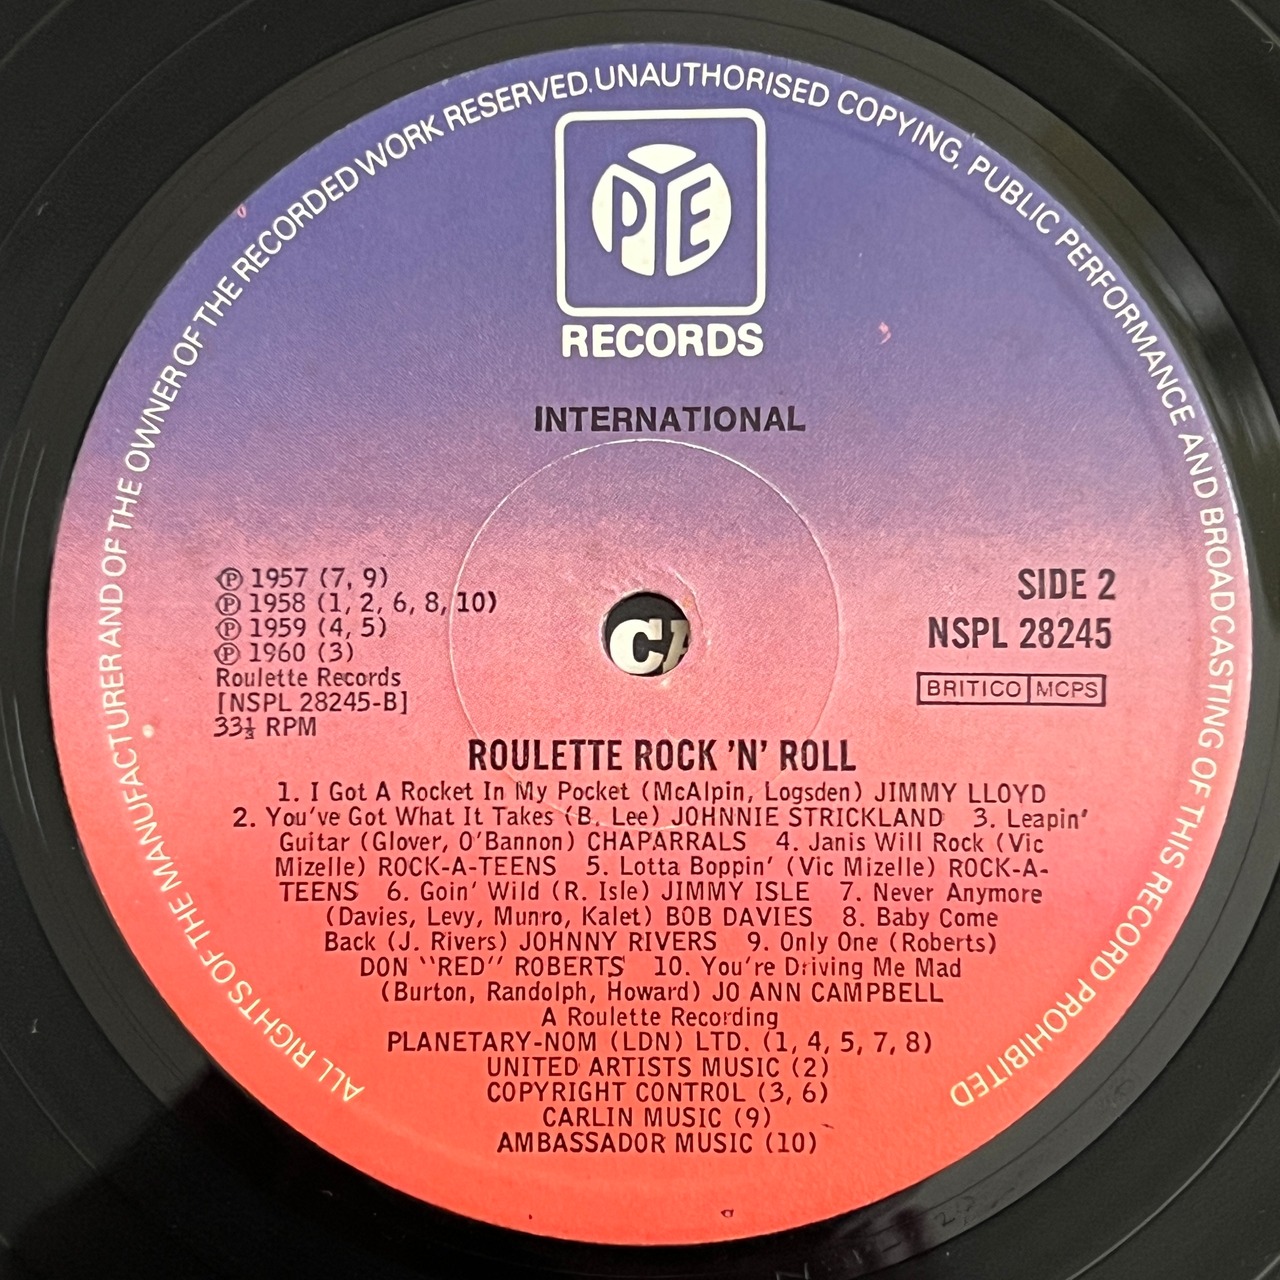 ALL RIGHTS OF THE MANUFACTURER AND OF THE OWNER OF THE RECORDED WORK RESERVED. UNAUTHORISED COPYING, PUBLIC PERFORMANCE AND BROADCASTING OF THIS RECORD PROHIBITED
PYE
RECORDS
INTERNATIONAL
℗ 1957 (7, 9)
℗ 1958 (1, 2, 6, 8, 10)
℗ 1959 (4, 5)
℗ 1960 (3)
Roulette Records
[NSPL 28245-B]
33⅓ RPM
SIDE 2
NSPL 28245
BRITICO MCPS
CA
ROULETTE ROCK 'N' ROLL
1. I Got A Rocket In My Pocket (McAlpin, Logsden) JIMMY LLOYD
2. You've Got What It Takes (B. Lee) JOHNNIE STRICKLAND 3. Leapin'
Guitar (Glover, O'Bannon) CHAPARRALS 4. Janis Will Rock (Vic
Mizelle) ROCK-A-TEENS 5. Lotta Boppin' (Vic Mizelle) ROCK-A-
TEENS 6. Goin' Wild (R. Isle) JIMMY ISLE 7. Never Anymore
(Davies, Levy, Munro, Kalet) BOB DAVIES 8. Baby Come
Back (J. Rivers) JOHNNY RIVERS 9. Only One (Roberts)
DON "RED" ROBERTS 10. You're Driving Me Mad
(Burton, Randolph, Howard) JO ANN CAMPBELL
A Roulette Recording
PLANETARY-NOM (LDN) LTD. (1, 4, 5, 7, 8)
UNITED ARTISTS MUSIC (2)
COPYRIGHT CONTROL (3, 6)
CARLIN MUSIC (9)
AMBASSADOR MUSIC (10)